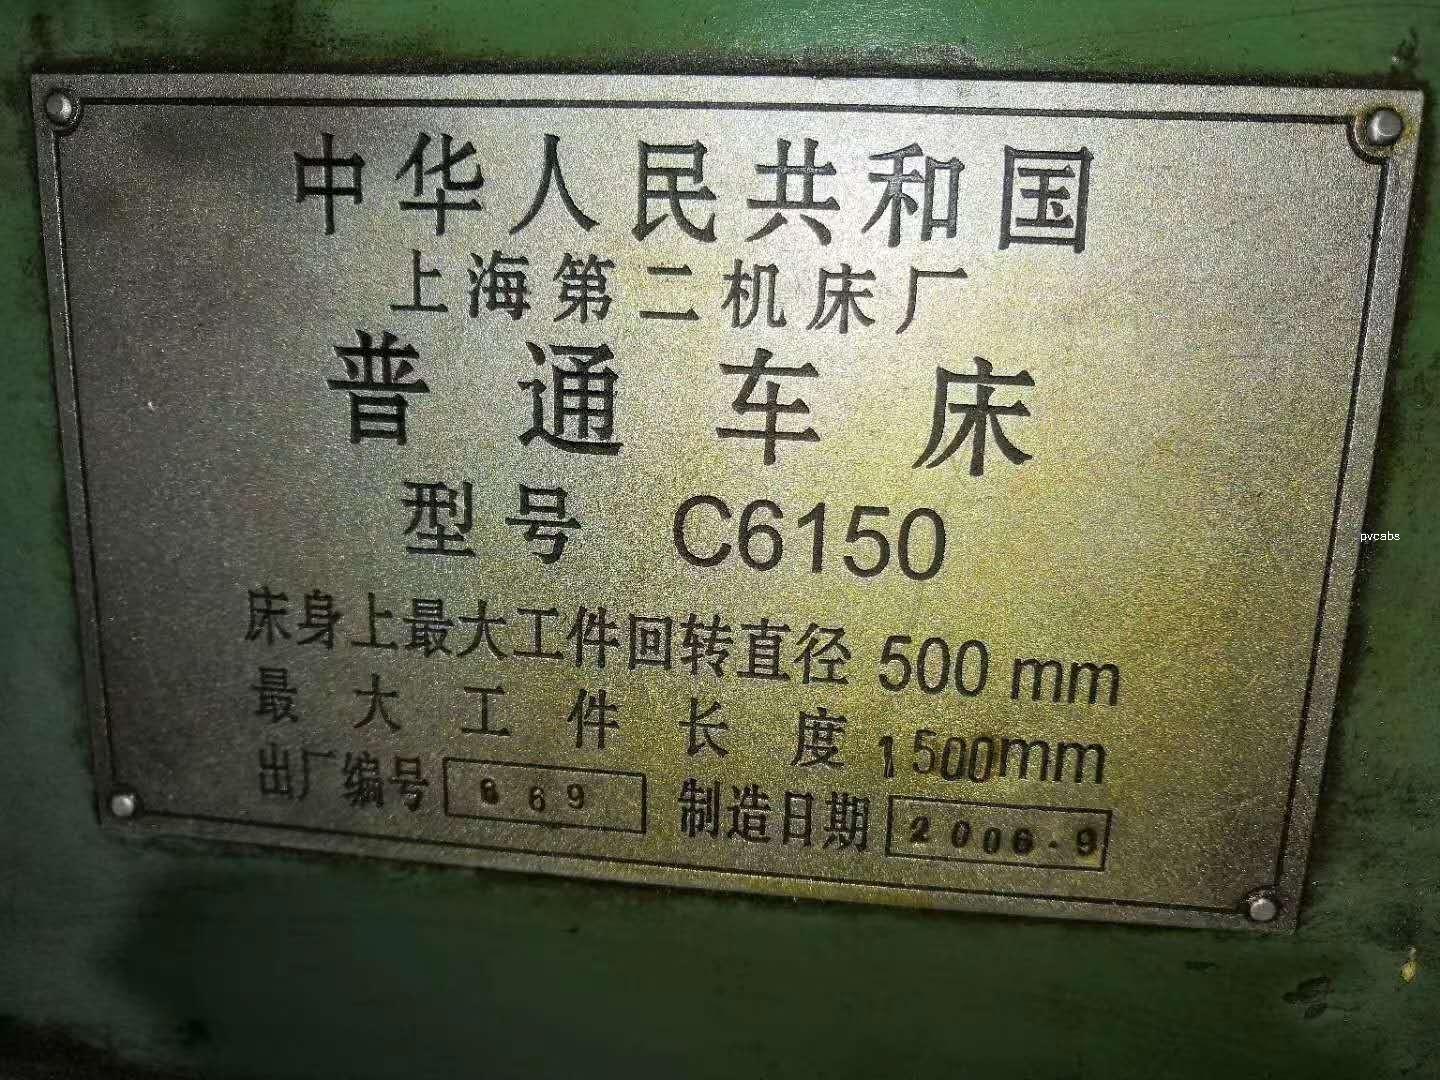 中华人民共和国
上海第二机床厂
普通车床
型号 C6150
床身上最大工件回转直径 500 mm
最大工件长度 1500mm
出厂编号 869 制造日期 2006.9
pvcabs